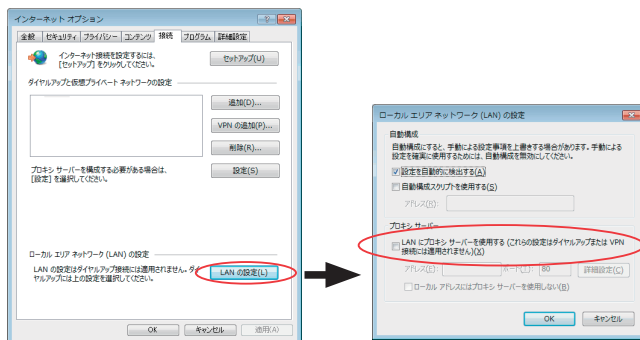 インターネット オプション
全般 セキュリティ プライバシー コンテンツ 接続 プログラム 詳細設定
インターネット接続を設定するには、
[セットアップ] をクリックしてください。
セットアップ(U)
ダイヤルアップと仮想プライベート ネットワークの設定
追加(D)...
VPN の追加(P)...
削除(R)...
プロキシ サーバーを構成する必要がある場合は、
[設定] を選択してください。
設定(S)
ローカル エリア ネットワーク (LAN) の設定
LAN の設定はダイヤルアップ接続には適用されません。ダイ
ヤルアップには上の設定を選択してください。
LAN の設定(L)
OK キャンセル 適用(A)
ローカル エリア ネットワーク (LAN) の設定
自動構成
自動構成にすると、手動による設定事項を上書きする場合があります。手動による
設定を確実に使用するためには、自動構成を無効にしてください。
設定を自動的に検出する(A)
自動構成スクリプトを使用する(S)
アドレス(R):
プロキシ サーバー
LAN にプロキシ サーバーを使用する (これらの設定はダイヤルアップまたは VPN
接続には適用されません)(X)
アドレス(E): ポート(T): 80 詳細設定(C)
ローカル アドレスにはプロキシ サーバーを使用しない(B)
OK キャンセル